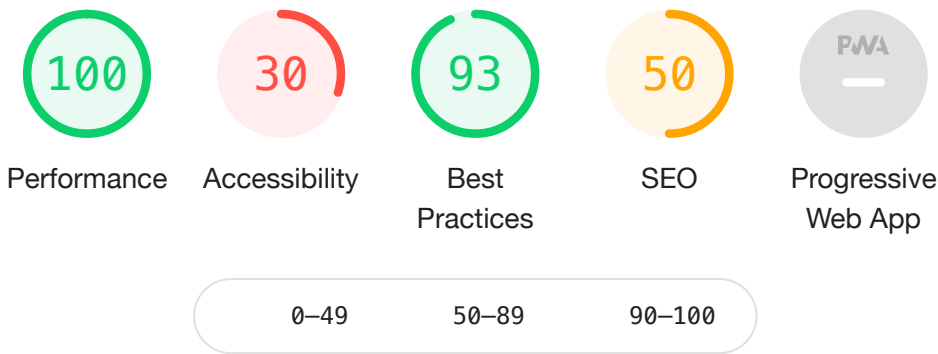 100 30 93 50 PWA
Performance Accessibility Best Practices SEO Progressive Web App
0–49 50–89 90–100